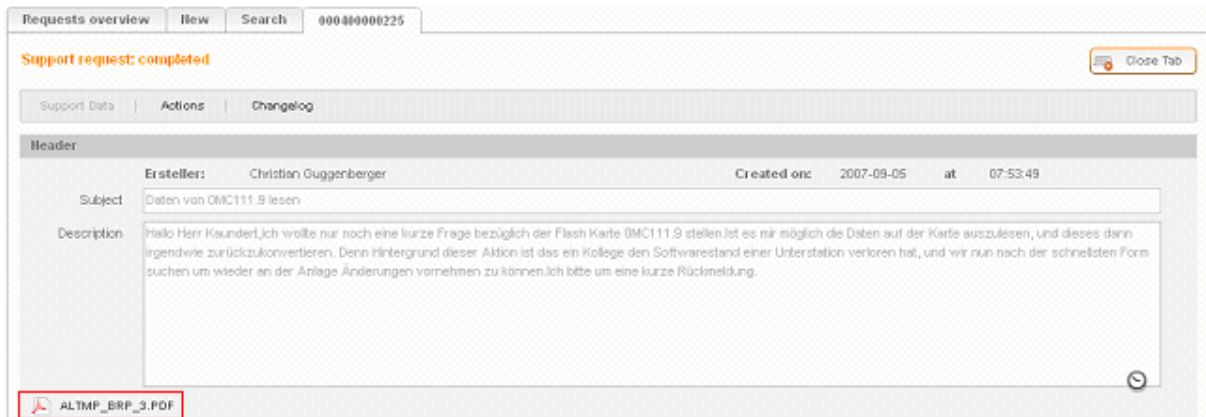 Requests overview New Search 000400000225
Support request: completed
Close Tab
Support Data | Actions | Changelog
Header
Ersteller: Christian Guggenberger Created on: 2007-09-05 at 07:53:49
Subject Daten von 0MC111.9 lesen
Description Hallo Herr Kaundert,ich wollte nur noch eine kurze Frage bezüglich der Flash Karte 0MC111.9 stellen.Ist es mir möglich die Daten auf der Karte auszulesen, und dieses dann
irgendwie zurückzukonvertieren. Denn Hintergrund dieser Aktion ist das ein Kollege den Softwarestand einer Unterstation verloren hat, und wir nun nach der schnellsten Form
suchen um wieder an der Anlage Änderungen vornehmen zu können.Ich bitte um eine kurze Rückmeldung.
ALTMP_BRP_3.PDF